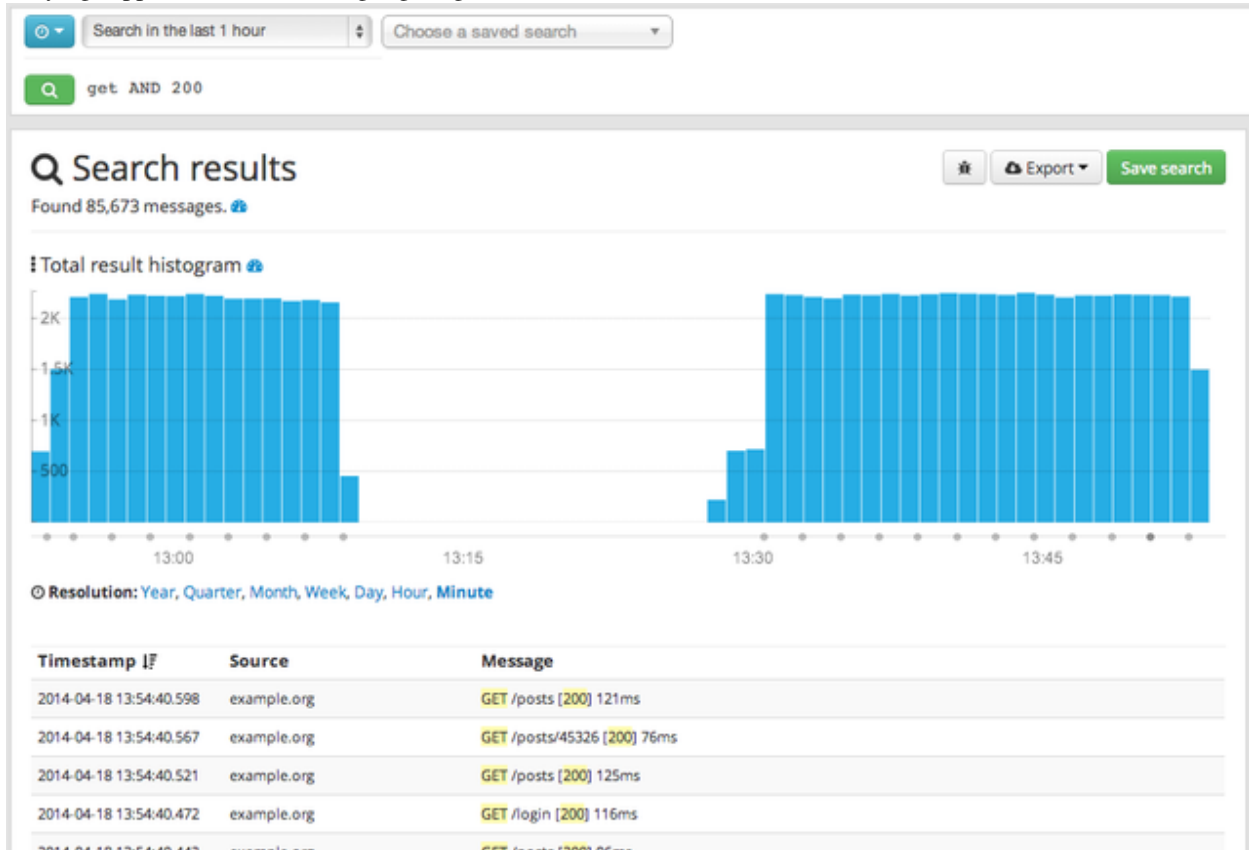 Search in the last 1 hour Choose a saved search
get AND 200
Search results Export Save search
Found 85,673 messages.
Total result histogram
2K
1.5K
1K
500
13:00 13:15 13:30 13:45
Resolution: Year, Quarter, Month, Week, Day, Hour, Minute
Timestamp Source Message
2014-04-18 13:54:40.598 example.org GET /posts [200] 121ms
2014-04-18 13:54:40.567 example.org GET /posts/45326 [200] 76ms
2014-04-18 13:54:40.521 example.org GET /posts [200] 125ms
2014-04-18 13:54:40.472 example.org GET /login [200] 116ms